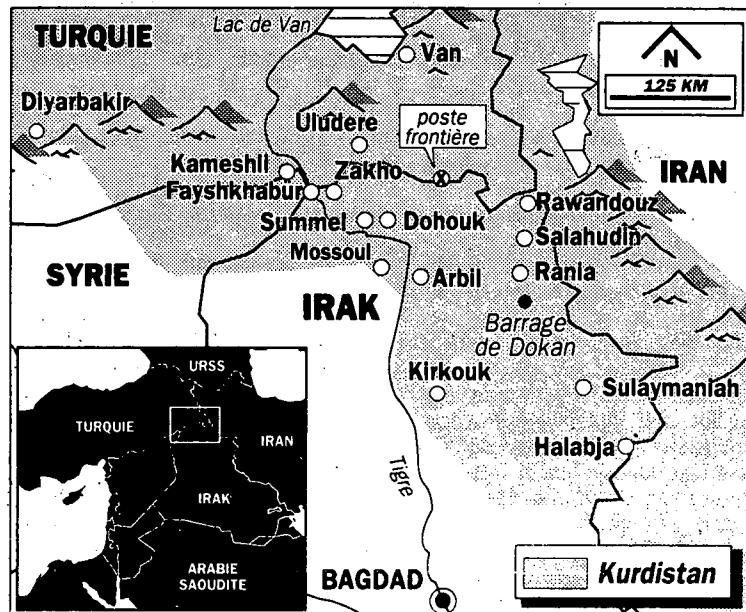 Lac de Van
TURQUIE
Van
N
125 KM
Diyarbakir
Uludere
poste
frontière
Kameshli
Zakho
IRAN
Fayshkhabur
Rawandouz
Summel
Dohouk
Salahudin
Mossoul
SYRIE
Arbil
Rania
IRAK
Barrage
de Dokan
Kirkouk
Sulaymaniah
URSS
TURQUIE
IRAN
Halabja
Tigre
IRAK
ARABIE
SAOUDITE
BAGDAD
Kurdistan